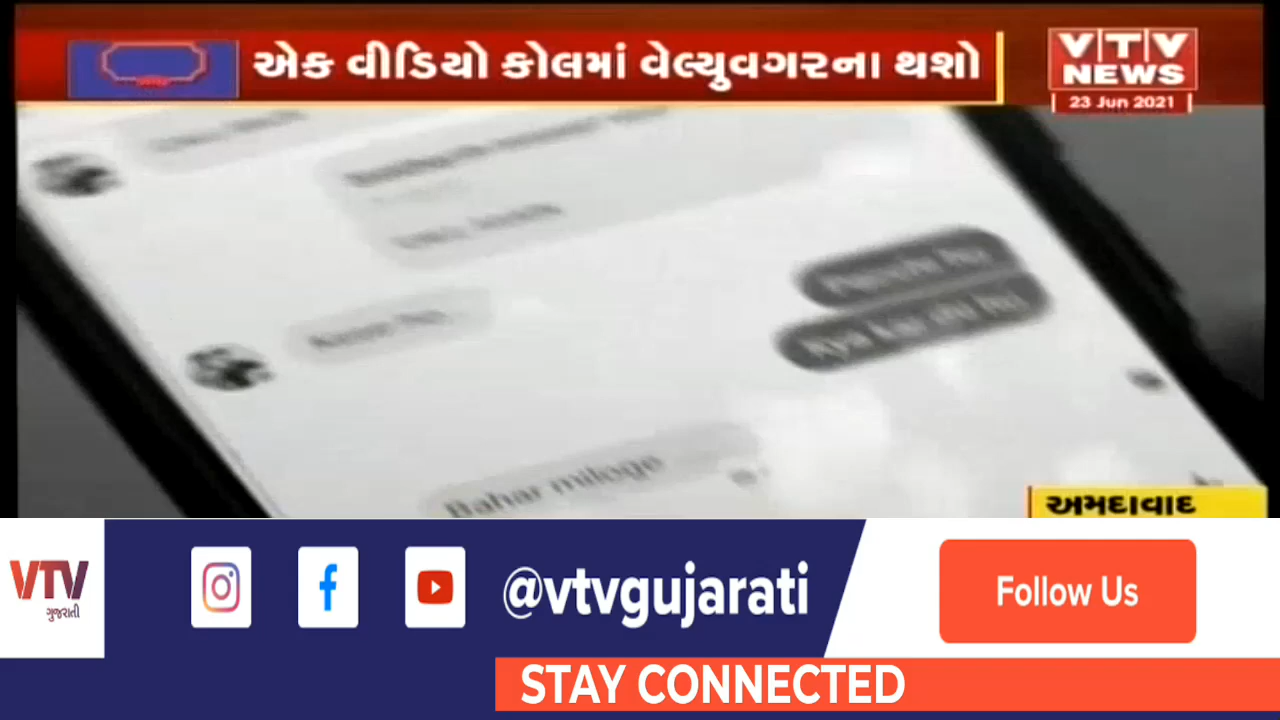 એક વીડિયો કોલમાં વેલ્યુવગરના થશો
VTV
NEWS
23 Jun 2021
Bahar miloge
અમદાવાદ
VTV
ગુજરાતી
@vtvgujarati
Follow Us
STAY CONNECTED